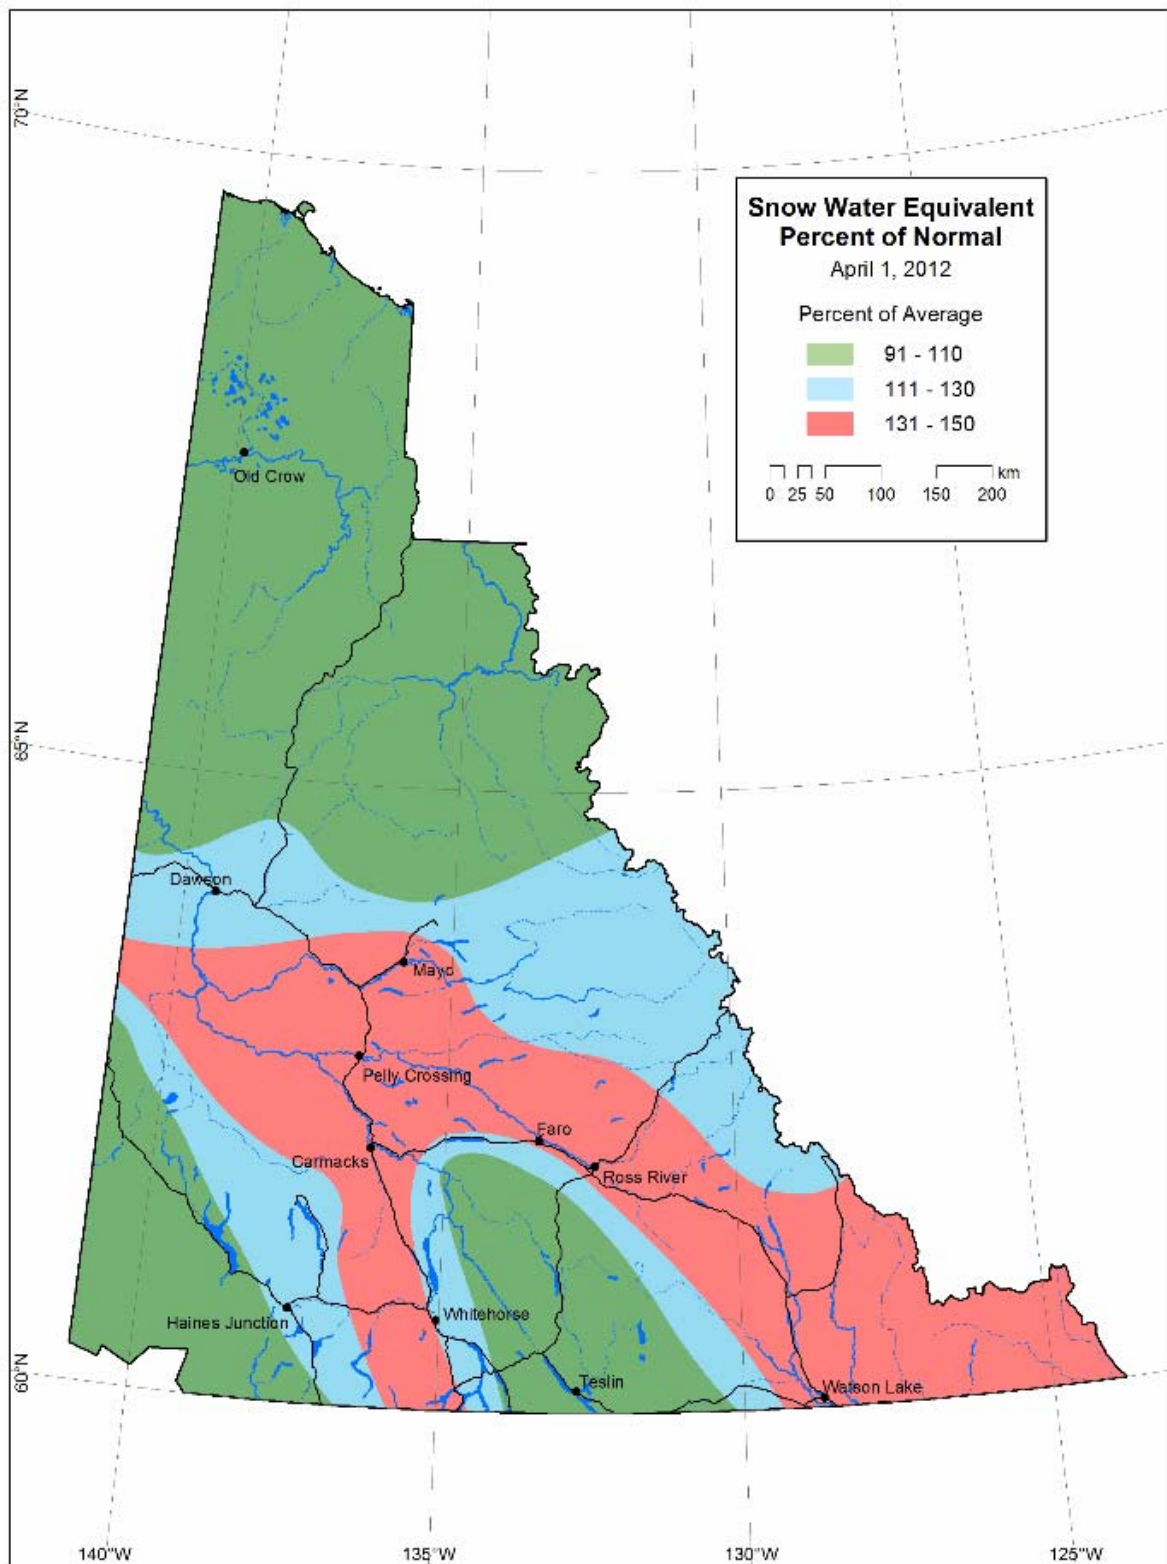 70°N
Snow Water Equivalent
Percent of Normal
April 1, 2012
Percent of Average
91 - 110
111 - 130
131 - 150
km
0 25 50 100 150 200
Old Crow
65°N
Dawson
Mayo
Pelly Crossing
Faro
Carmacks
Ross River
Haines Junction
Whitehorse
60°N
Teslin
Watson Lake
140°W 135°W 130°W 125°W